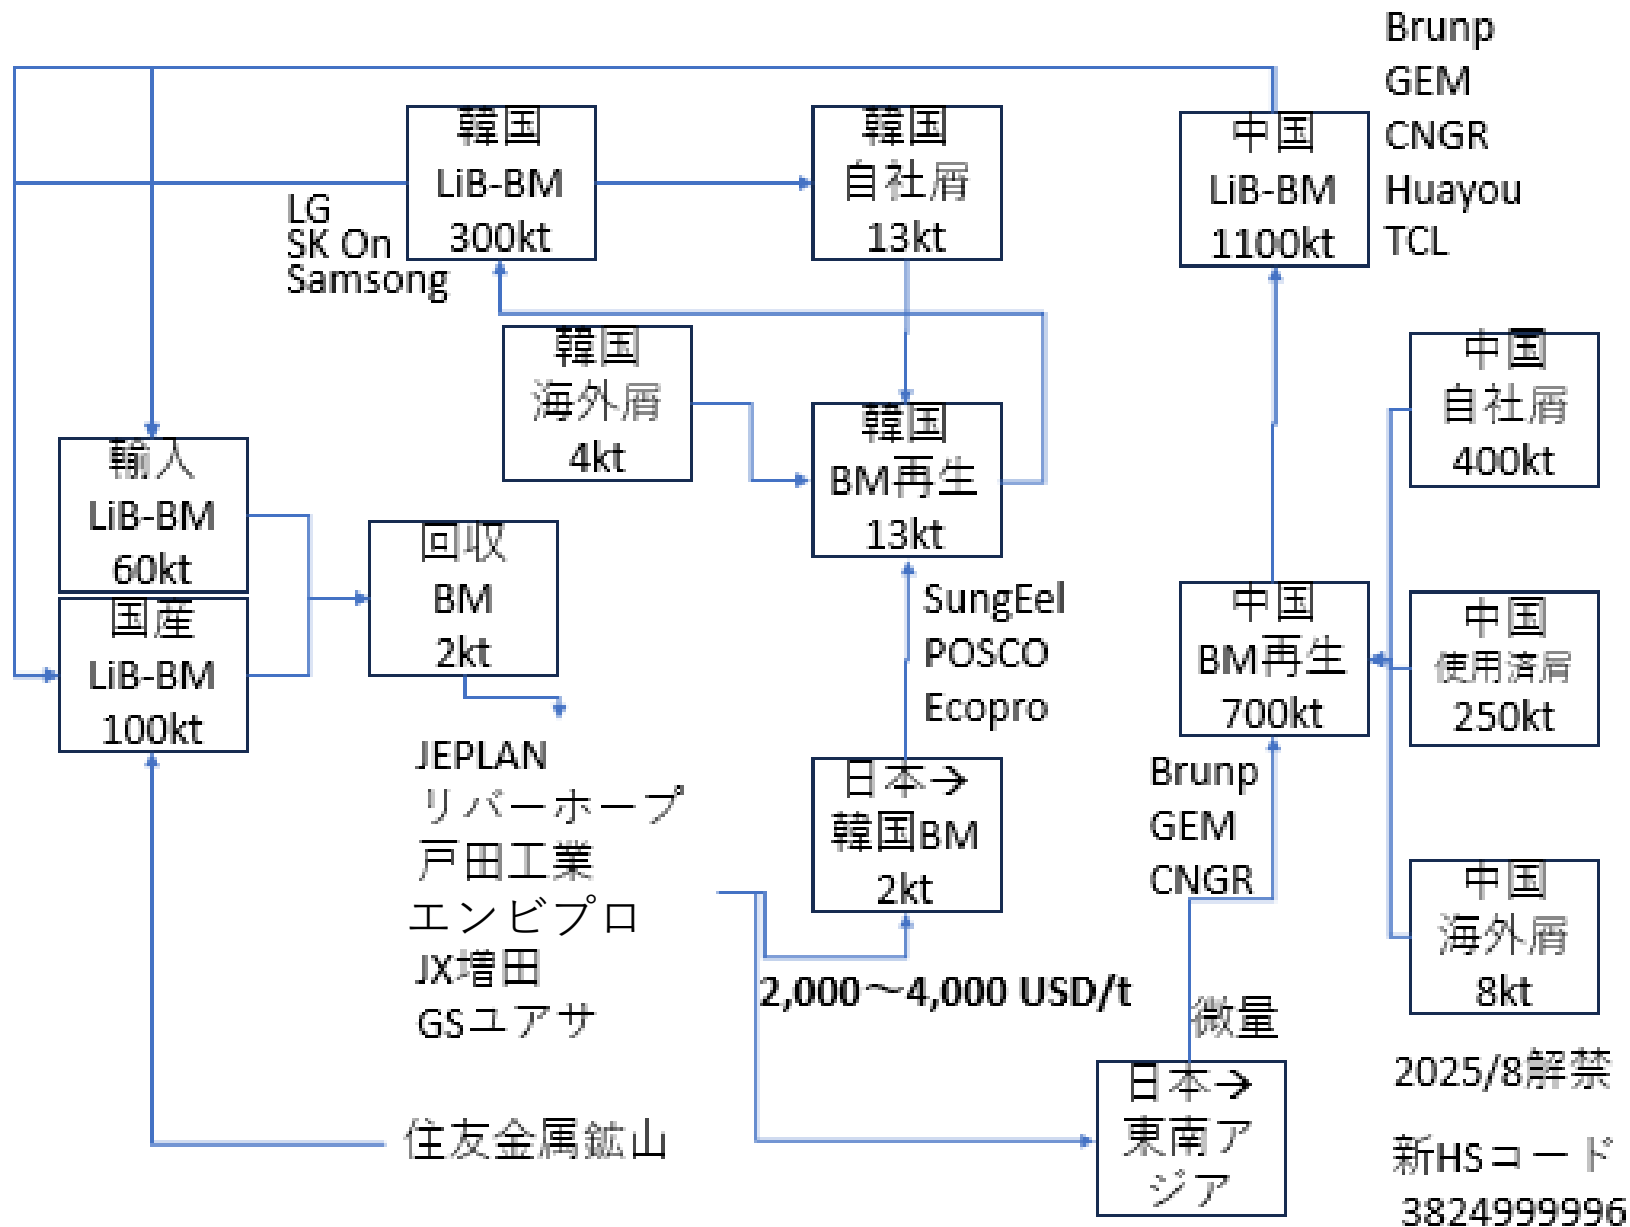 Brunp
GEM
CNGR
Huayou
TCL
韓国
LiB-BM
300kt
韓国
自社屑
13kt
中国
LiB-BM
1100kt
LG
SK On
Samsong
韓国
海外屑
4kt
中国
自社屑
400kt
韓国
BM再生
13kt
輸入
LiB-BM
60kt
回収
BM
2kt
国産
LiB-BM
100kt
SungEel
POSCO
Ecopro
中国
BM再生
700kt
中国
使用済屑
250kt
JEPLAN
リバーホープ
戸田工業
エンビプロ
JX増田
GSユアサ
日本→
韓国BM
2kt
Brunp
GEM
CNGR
中国
海外屑
8kt
2,000～4,000 USD/t
微量
日本→
東南ア
ジア
2025/8解禁
新HSコード
3824999996
住友金属鉱山